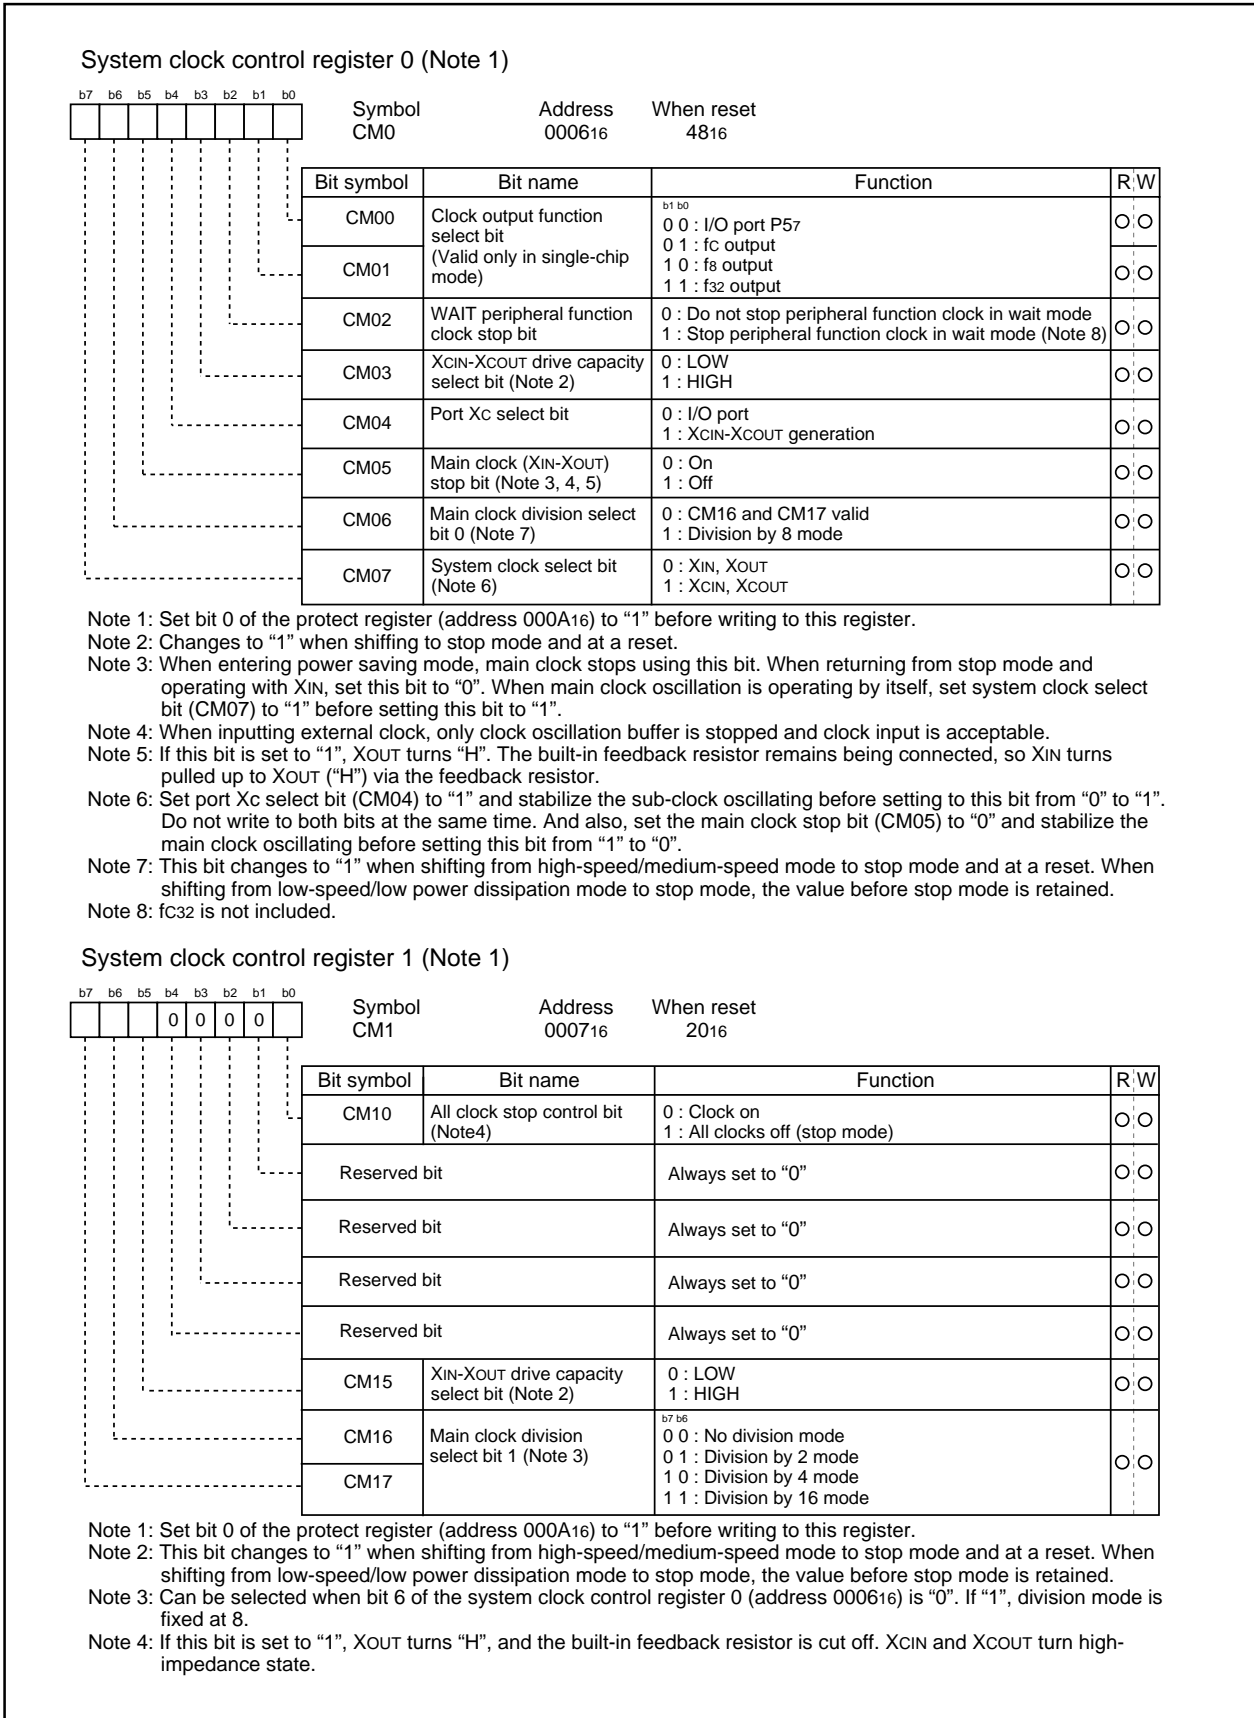 System clock control register 0 (Note 1)
b7 b6 b5 b4 b3 b2 b1 b0
Symbol Address When reset
CM0 000616 4816
Bit symbol Bit name Function R W
CM00 Clock output function select bit (Valid only in single-chip mode)
b1 b0
0 0 : I/O port P57
0 1 : fC output
1 0 : f8 output
1 1 : f32 output
CM01
CM02 WAIT peripheral function clock stop bit
0 : Do not stop peripheral function clock in wait mode
1 : Stop peripheral function clock in wait mode (Note 8)
CM03 XCIN-XCOUT drive capacity select bit (Note 2)
0 : LOW
1 : HIGH
CM04 Port XC select bit
0 : I/O port
1 : XCIN-XCOUT generation
CM05 Main clock (XIN-XOUT) stop bit (Note 3, 4, 5)
0 : On
1 : Off
CM06 Main clock division select bit 0 (Note 7)
0 : CM16 and CM17 valid
1 : Division by 8 mode
CM07 System clock select bit (Note 6)
0 : XIN, XOUT
1 : XCIN, XCOUT
Note 1: Set bit 0 of the protect register (address 000A16) to “1” before writing to this register.
Note 2: Changes to “1” when shiffing to stop mode and at a reset.
Note 3: When entering power saving mode, main clock stops using this bit. When returning from stop mode and
operating with XIN, set this bit to “0”. When main clock oscillation is operating by itself, set system clock select
bit (CM07) to “1” before setting this bit to “1”.
Note 4: When inputting external clock, only clock oscillation buffer is stopped and clock input is acceptable.
Note 5: If this bit is set to “1”, XOUT turns “H”. The built-in feedback resistor remains being connected, so XIN turns
pulled up to XOUT (“H”) via the feedback resistor.
Note 6: Set port Xc select bit (CM04) to “1” and stabilize the sub-clock oscillating before setting to this bit from “0” to “1”.
Do not write to both bits at the same time. And also, set the main clock stop bit (CM05) to “0” and stabilize the
main clock oscillating before setting this bit from “1” to “0”.
Note 7: This bit changes to “1” when shifting from high-speed/medium-speed mode to stop mode and at a reset. When
shifting from low-speed/low power dissipation mode to stop mode, the value before stop mode is retained.
Note 8: fC32 is not included.
System clock control register 1 (Note 1)
b7 b6 b5 b4 b3 b2 b1 b0
0 0 0 0
Symbol Address When reset
CM1 000716 2016
Bit symbol Bit name Function R W
CM10 All clock stop control bit (Note4)
0 : Clock on
1 : All clocks off (stop mode)
Reserved bit Always set to “0”
Reserved bit Always set to “0”
Reserved bit Always set to “0”
Reserved bit Always set to “0”
CM15 XIN-XOUT drive capacity select bit (Note 2)
0 : LOW
1 : HIGH
CM16 Main clock division select bit 1 (Note 3)
b7 b6
0 0 : No division mode
0 1 : Division by 2 mode
1 0 : Division by 4 mode
1 1 : Division by 16 mode
CM17
Note 1: Set bit 0 of the protect register (address 000A16) to “1” before writing to this register.
Note 2: This bit changes to “1” when shifting from high-speed/medium-speed mode to stop mode and at a reset. When
shifting from low-speed/low power dissipation mode to stop mode, the value before stop mode is retained.
Note 3: Can be selected when bit 6 of the system clock control register 0 (address 000616) is “0”. If “1”, division mode is
fixed at 8.
Note 4: If this bit is set to “1”, XOUT turns “H”, and the built-in feedback resistor is cut off. XCIN and XCOUT turn high-
impedance state.